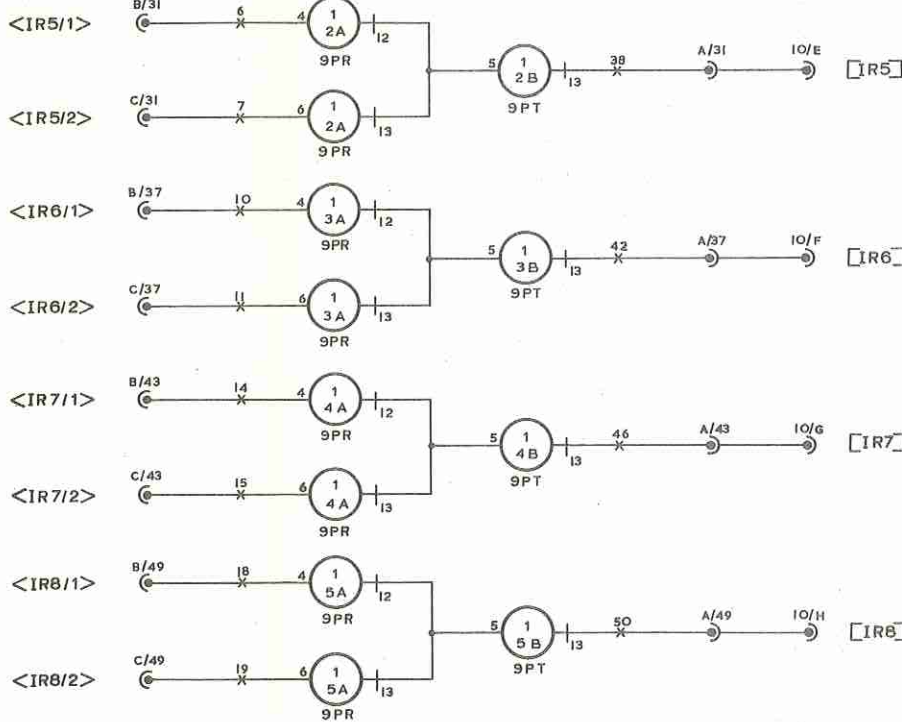 <IR5/1> B/31 6 4 1 2A 9PR 12
<IR5/2> C/31 7 6 1 2A 9PR 13
5 1 2B 9PT 13 38 A/31 10/E [IR5]
<IR6/1> B/37 10 4 1 3A 9PR 12
<IR6/2> C/37 11 6 1 3A 9PR 13
5 1 3B 9PT 13 42 A/37 10/F [IR6]
<IR7/1> B/43 14 4 1 4A 9PR 12
<IR7/2> C/43 15 6 1 4A 9PR 13
5 1 4B 9PT 13 46 A/43 10/G [IR7]
<IR8/1> B/49 18 4 1 5A 9PR 12
<IR8/2> C/49 19 6 1 5A 9PR 13
5 1 5B 9PT 13 50 A/49 10/H [IR8]